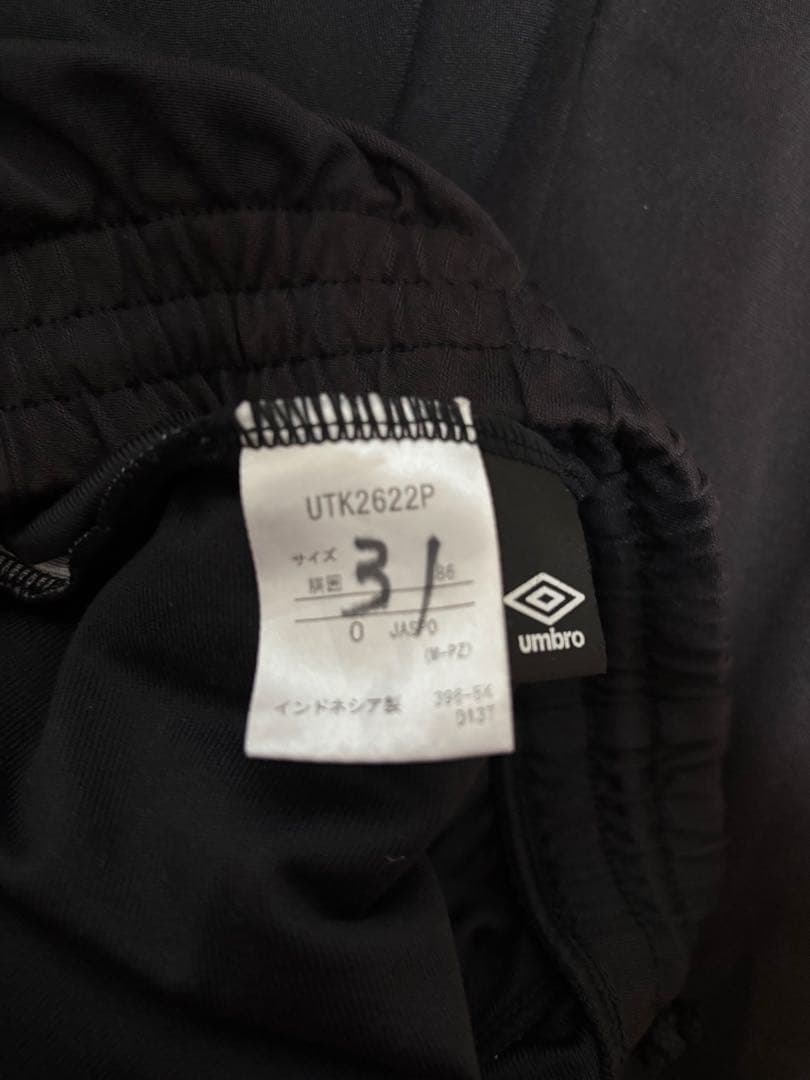 UTK2622P
サイズ
胴囲 31 86
O JASPO
(M-PZ)
インドネシア製 398-54
D13T
umbro